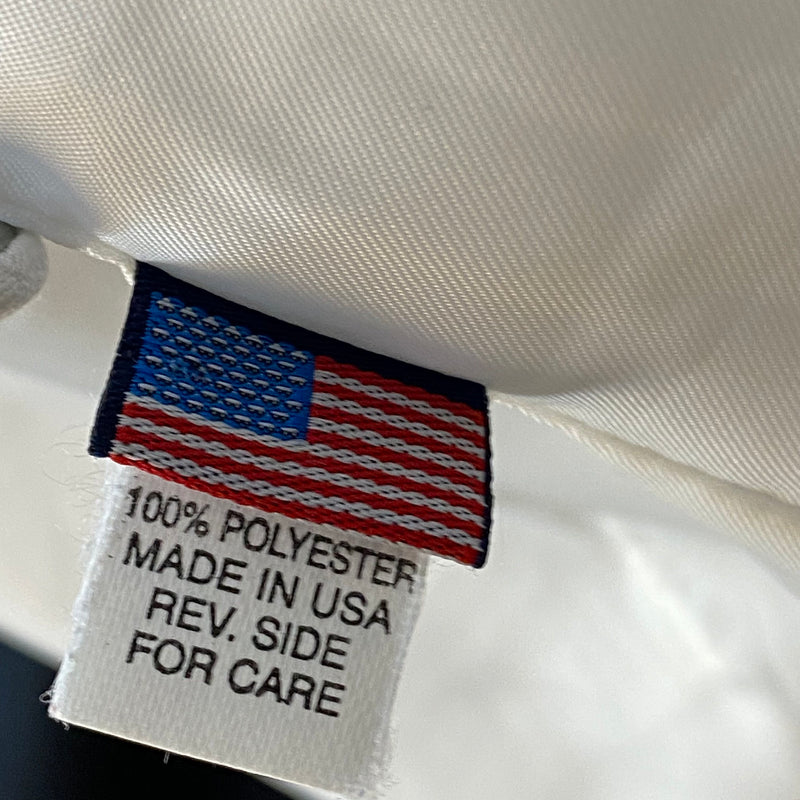 100% POLYESTER
MADE IN USA
REV. SIDE
FOR CARE